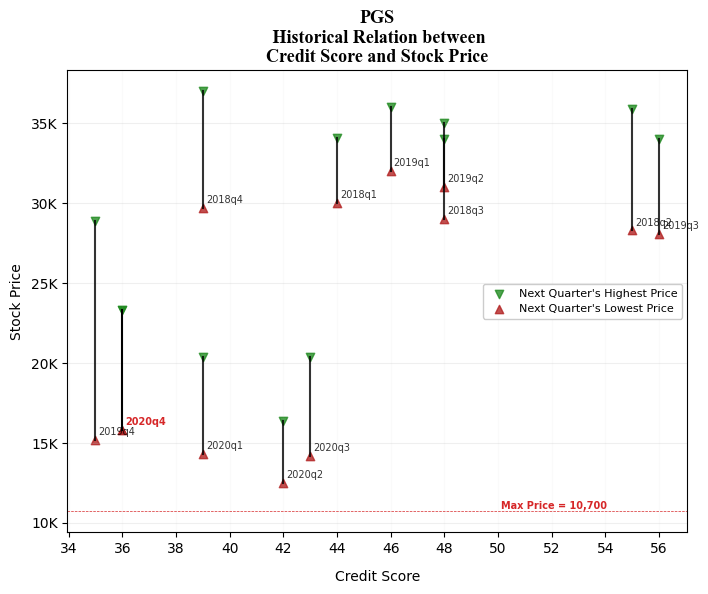 PGS
Historical Relation between
Credit Score and Stock Price
Stock Price
35K
30K
25K
20K
15K
10K
2018q4
2018q1
2019q1
2019q2
2018q3
2018q2
2019q3
Next Quarter's Highest Price
Next Quarter's Lowest Price
2019q4
2020q4
2020q1
2020q2
2020q3
Max Price = 10,700
34 36 38 40 42 44 46 48 50 52 54 56
Credit Score